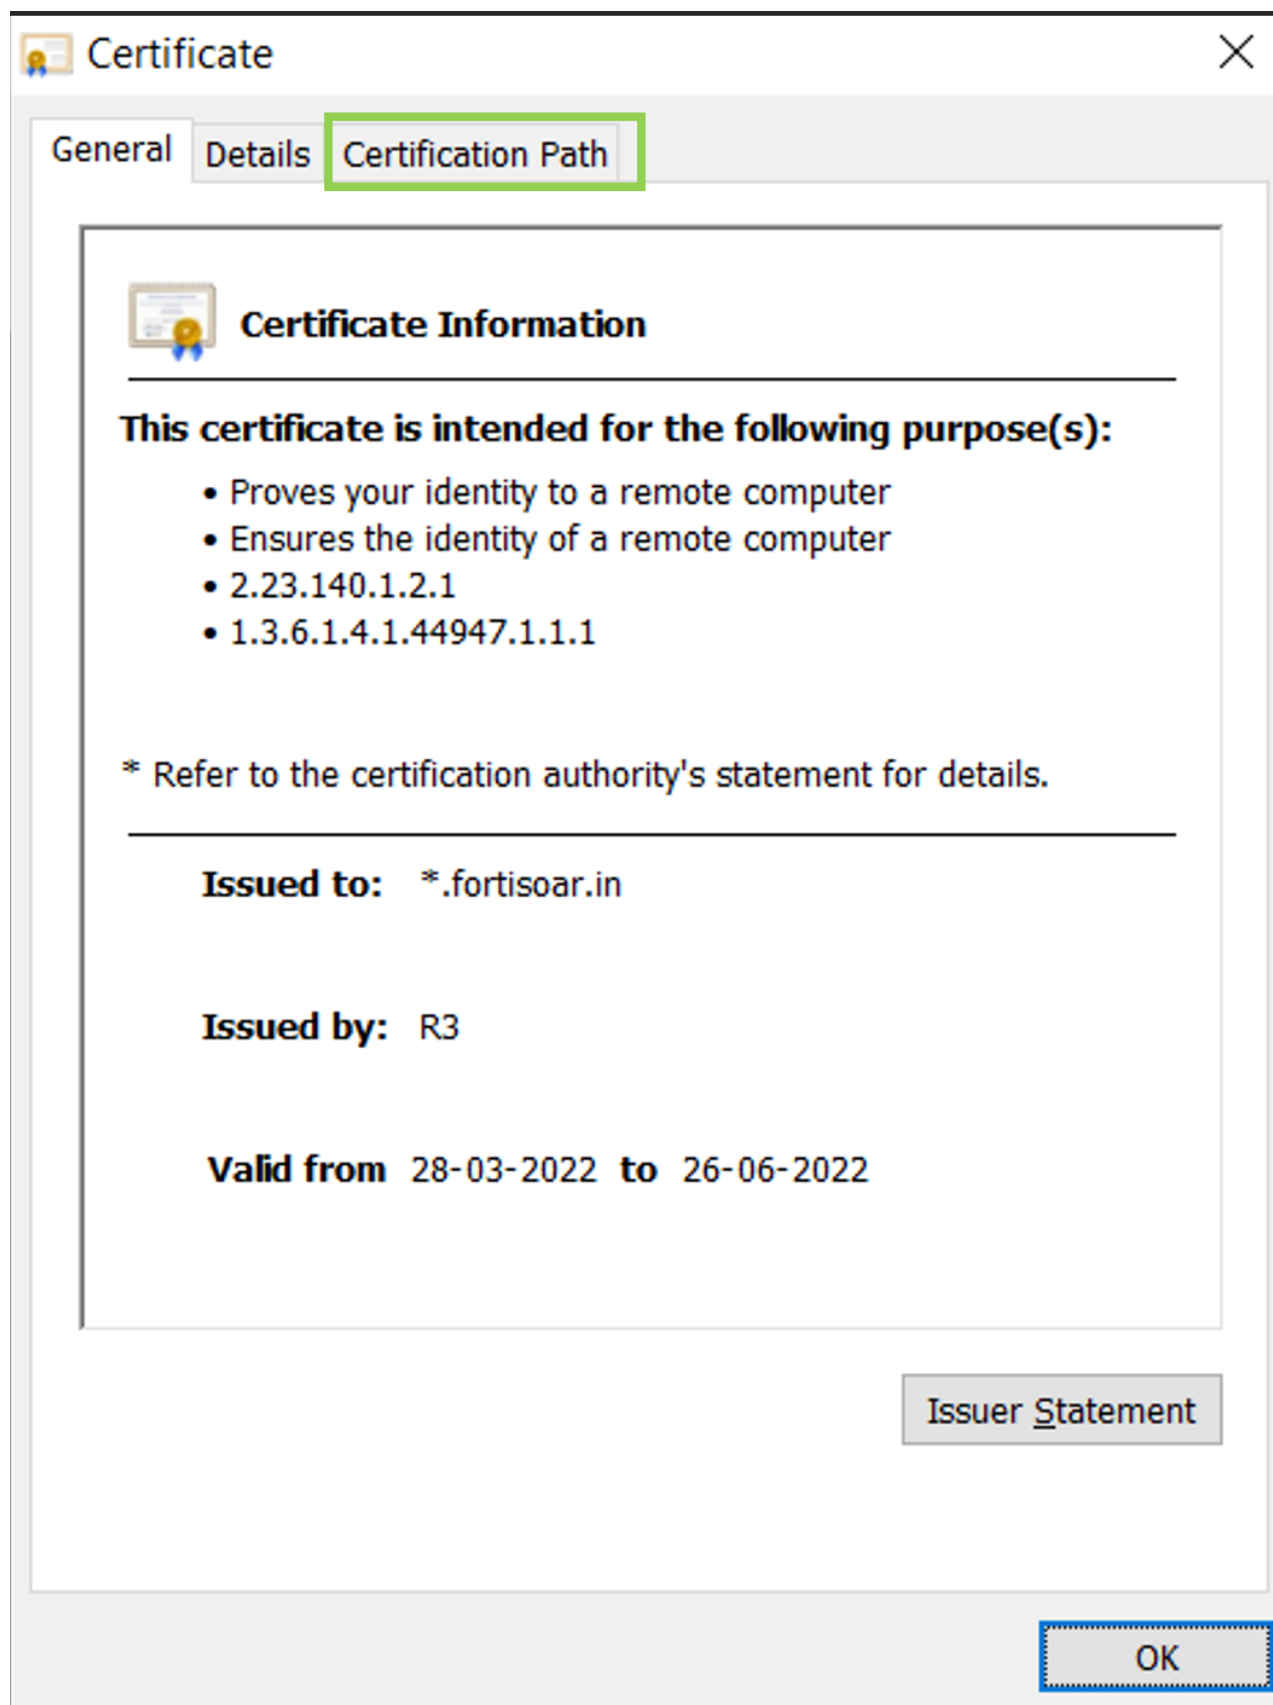 Certificate
General Details Certification Path
Certificate Information
This certificate is intended for the following purpose(s):
• Proves your identity to a remote computer
• Ensures the identity of a remote computer
• 2.23.140.1.2.1
• 1.3.6.1.4.1.44947.1.1.1
* Refer to the certification authority's statement for details.
Issued to: *.fortisoar.in
Issued by: R3
Valid from 28-03-2022 to 26-06-2022
Issuer Statement
OK